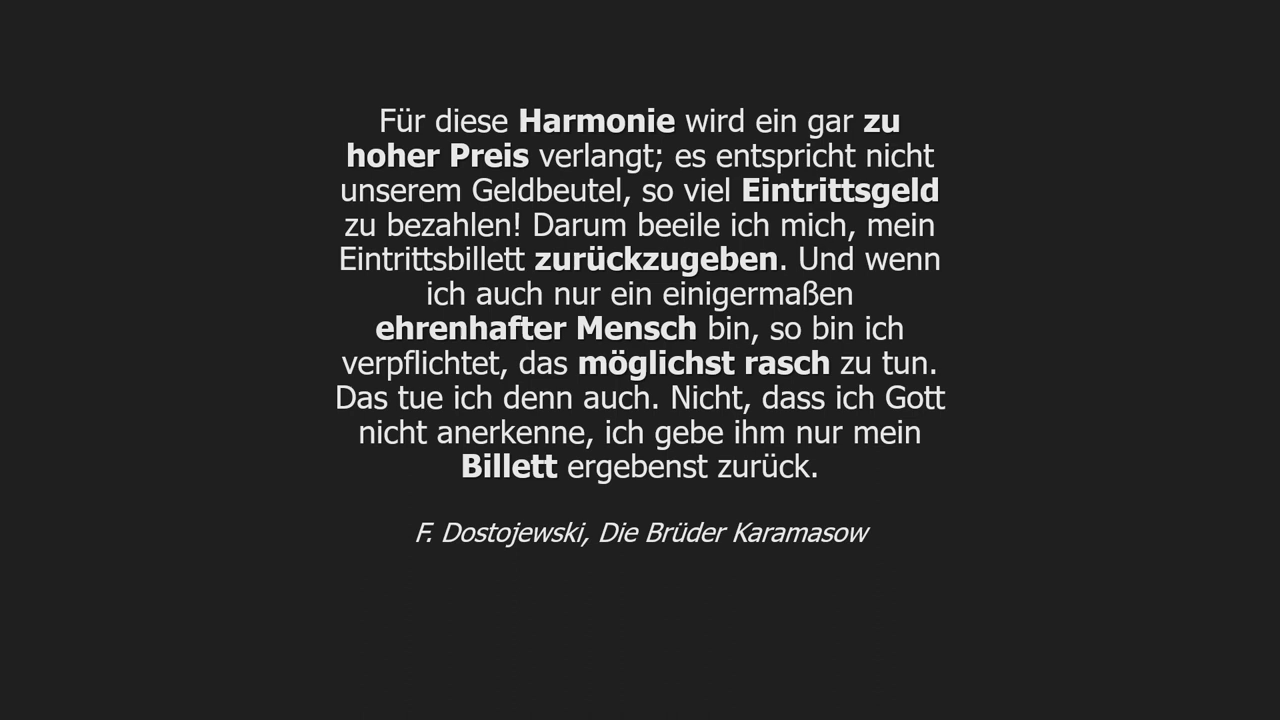 Für diese Harmonie wird ein gar zu
hoher Preis verlangt; es entspricht nicht
unserem Geldbeutel, so viel Eintrittsgeld
zu bezahlen! Darum beeile ich mich, mein
Eintrittsbillett zurückzugeben. Und wenn
ich auch nur ein einigermaßen
ehrenhafter Mensch bin, so bin ich
verpflichtet, das möglichst rasch zu tun.
Das tue ich denn auch. Nicht, dass ich Gott
nicht anerkenne, ich gebe ihm nur mein
Billett ergebenst zurück.
F. Dostojewski, Die Brüder Karamasow